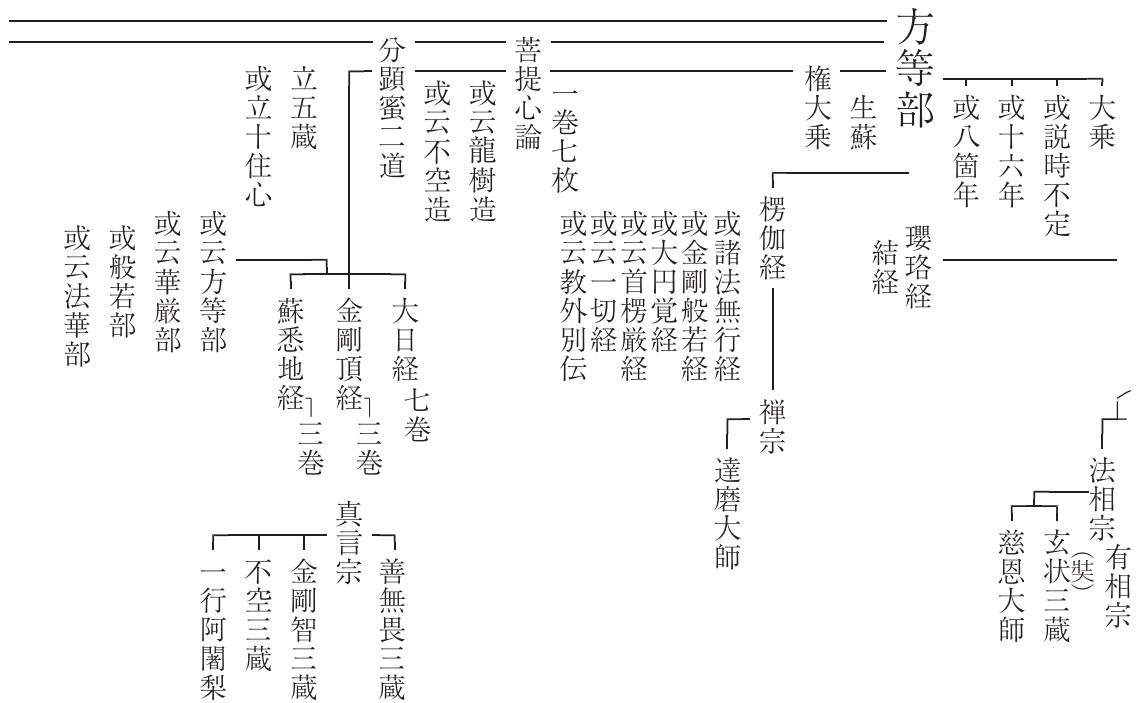 方等部
大乗
或説時不定
或十六年
或八箇年
生蘇
権大乗
瓔珞経
結経
法相宗
有相宗
玄状三蔵
(奘)
慈恩大師
楞伽経
或諸法無行経
或金剛般若経
或大円覚経
或云首楞厳経
或云一切経
或云教外別伝
禅宗
達磨大師
菩提心論
一巻七枚
或云龍樹造
或云不空造
分顕蜜二道
立五蔵
或立十住心
大日経 七巻
金剛頂経 三巻
蘇悉地経 三巻
或云方等部
或云華厳部
或般若部
或云法華部
真言宗
善無畏三蔵
金剛智三蔵
不空三蔵
一行阿闍梨